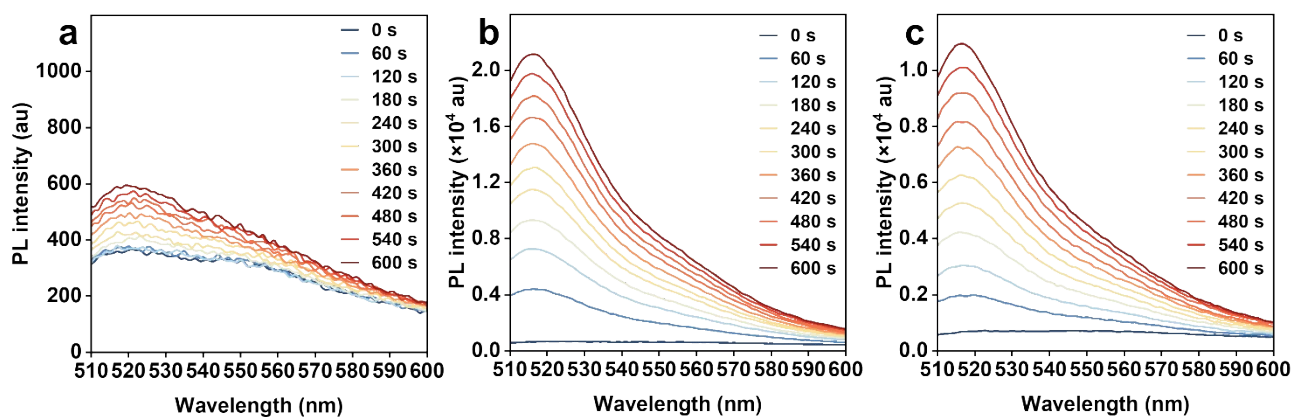 a
PL intensity (au)
1000
800
600
400
200
0
510 520 530 540 550 560 570 580 590 600
Wavelength (nm)
0 s
60 s
120 s
180 s
240 s
300 s
360 s
420 s
480 s
540 s
600 s
b
PL intensity (×10⁴ au)
2.0
1.6
1.2
0.8
0.4
0.0
510 520 530 540 550 560 570 580 590 600
Wavelength (nm)
0 s
60 s
120 s
180 s
240 s
300 s
360 s
420 s
480 s
540 s
600 s
c
PL intensity (×10⁴ au)
1.0
0.8
0.6
0.4
0.2
0.0
510 520 530 540 550 560 570 580 590 600
Wavelength (nm)
0 s
60 s
120 s
180 s
240 s
300 s
360 s
420 s
480 s
540 s
600 s